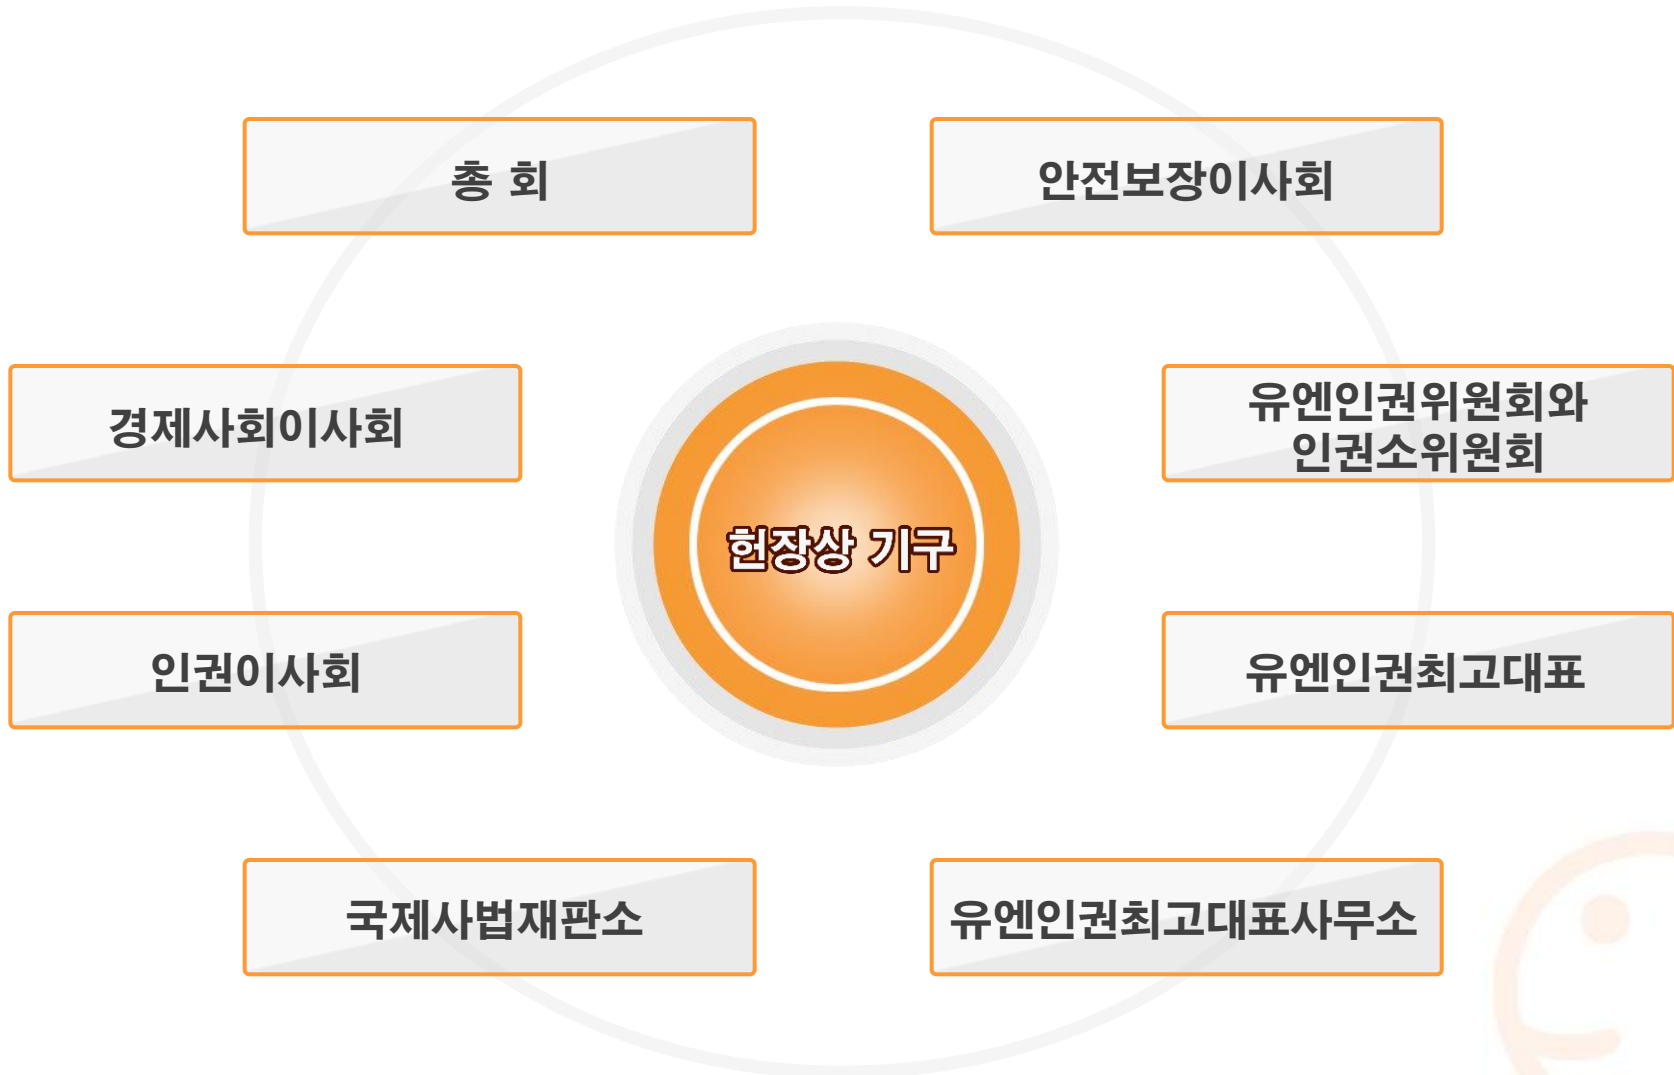 총 회
안전보장이사회
경제사회이사회
유엔인권위원회와
인권소위원회
헌장상 기구
인권이사회
유엔인권최고대표
국제사법재판소
유엔인권최고대표사무소